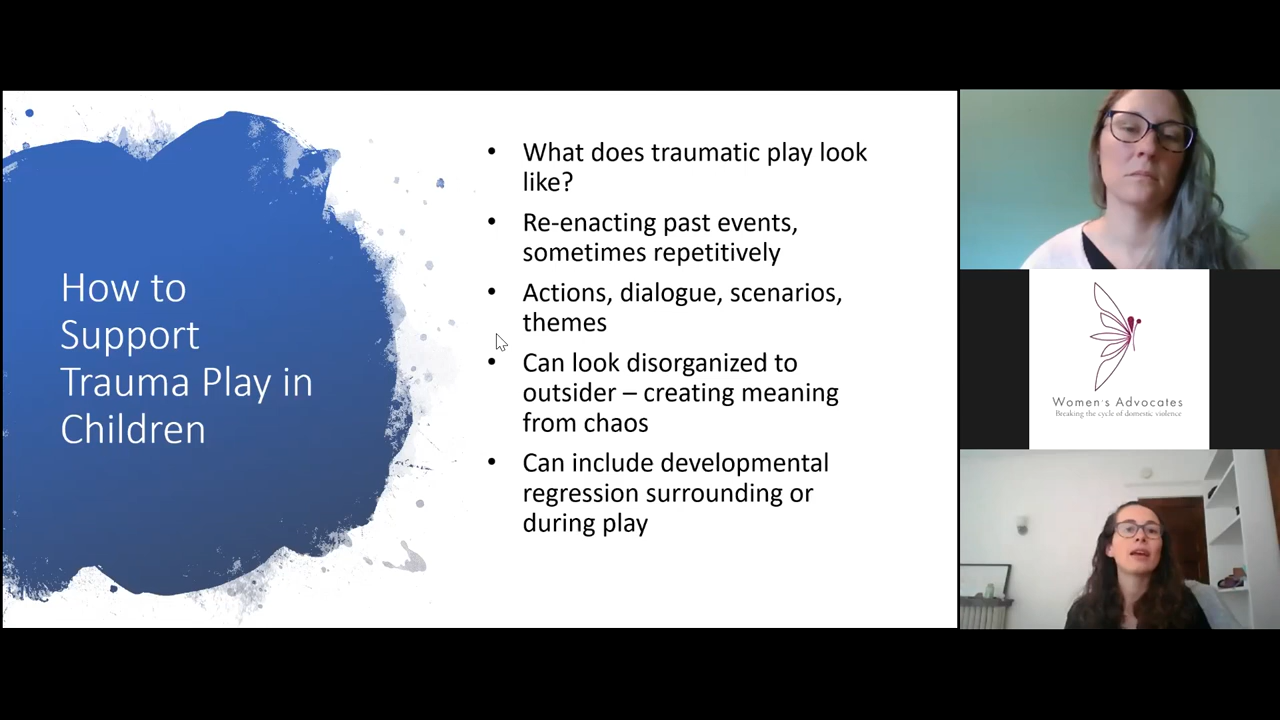 How to
Support
Trauma Play in
Children
• What does traumatic play look
like?
• Re-enacting past events,
sometimes repetitively
• Actions, dialogue, scenarios,
themes
• Can look disorganized to
outsider – creating meaning
from chaos
• Can include developmental
regression surrounding or
during play
Women's Advocates
Breaking the cycle of domestic violence